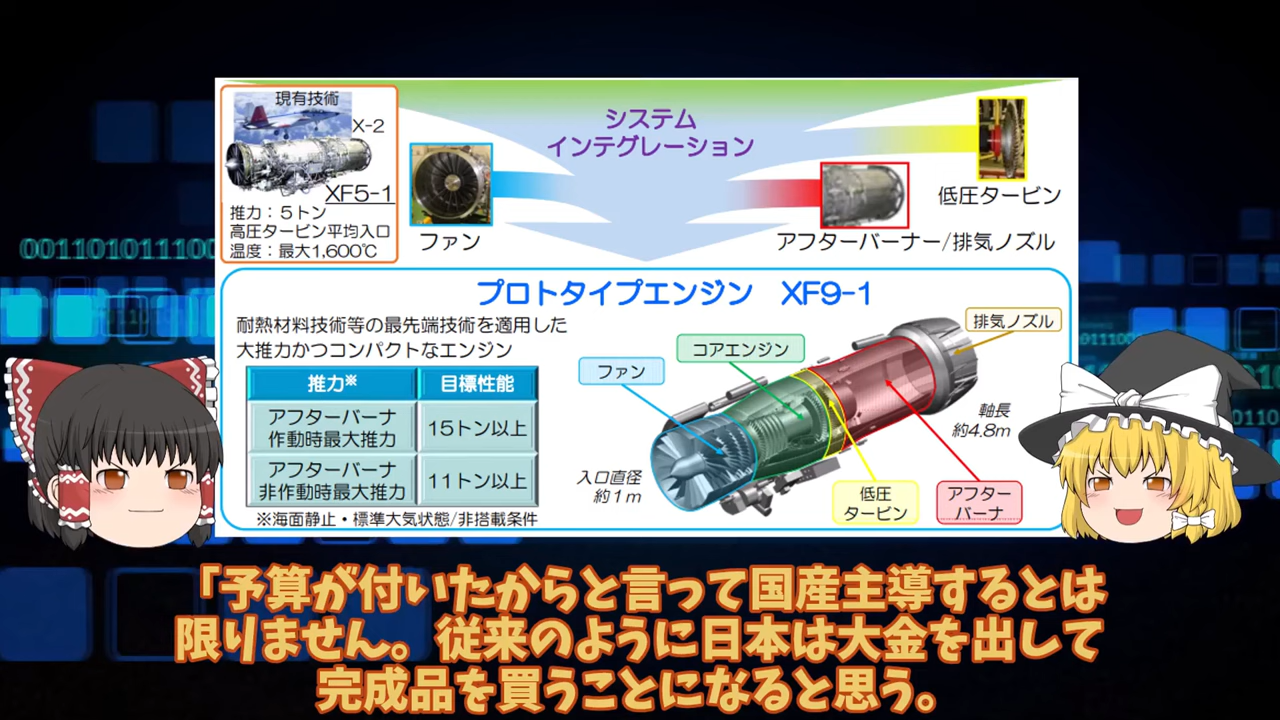 現有技術
X-2
XF5-1
推力：５トン
高圧タービン平均入口
温度：最大1,600℃
ファン
システム
インテグレーション
低圧タービン
アフターバーナー/排気ノズル
001101011100
プロトタイプエンジン　XF9-1
耐熱材料技術等の最先端技術を適用した
大推力かつコンパクトなエンジン
推力※
目標性能
アフターバーナ
作動時最大推力
15トン以上
アフターバーナ
非作動時最大推力
11トン以上
※海面静止・標準大気状態/非搭載条件
ファン
コアエンジン
排気ノズル
軸長
約4.8m
入口直径
約１ｍ
低圧
タービン
アフター
バーナ
「予算が付いたからと言って国産主導するとは
限りません。従来のように日本は大金を出して
完成品を買うことになると思う。